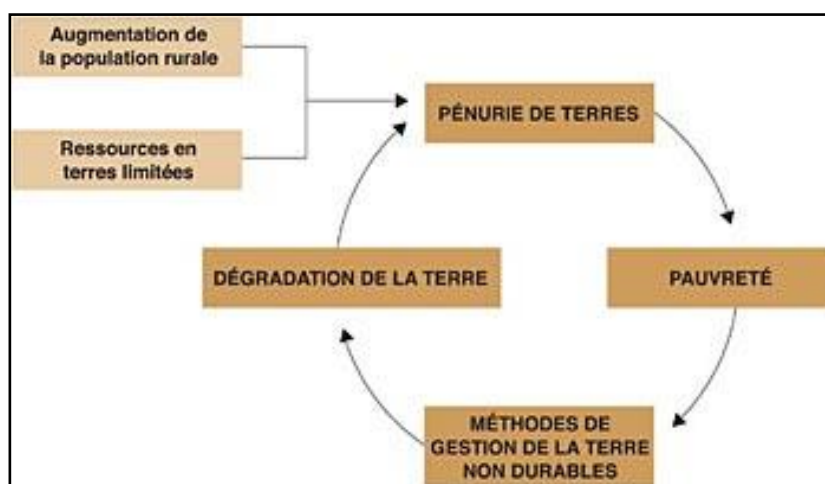 Augmentation de
la population rurale
PÉNURIE DE TERRES
Ressources en
terres limitées
DÉGRADATION DE LA TERRE
PAUVRETÉ
MÉTHODES DE
GESTION DE LA TERRE
NON DURABLES